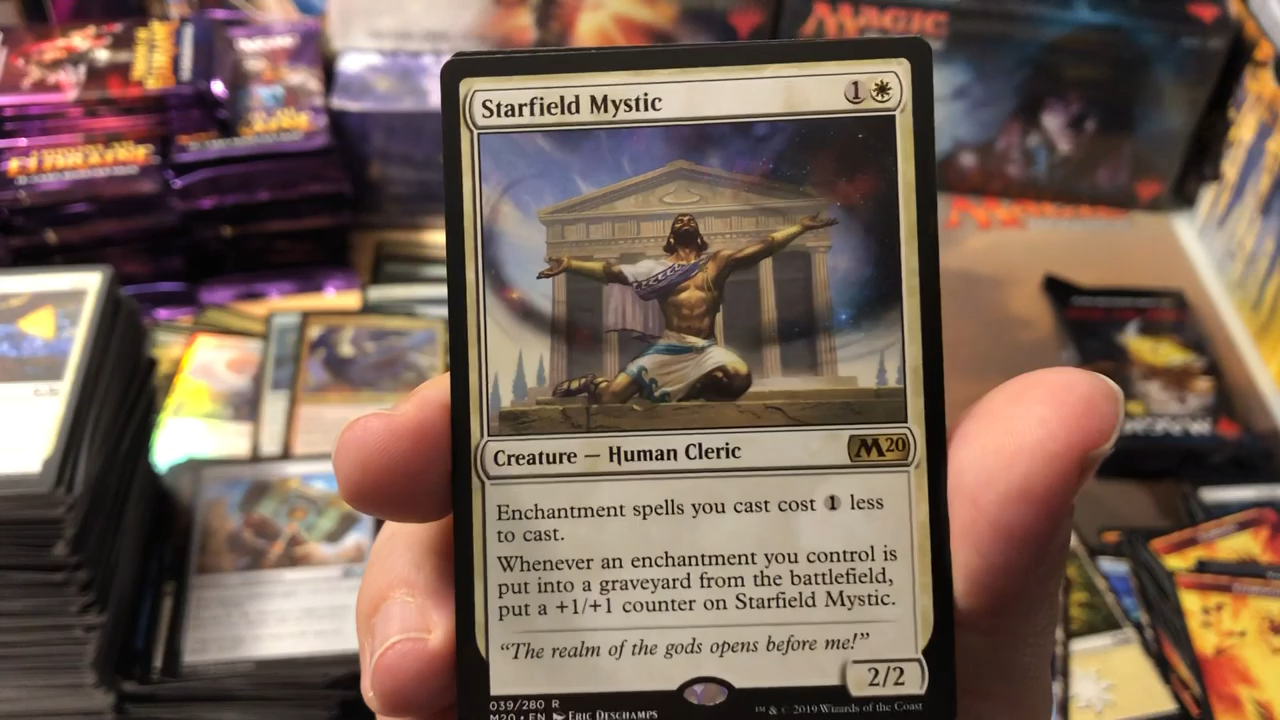 MAGIC
ELDRAINE
MAGIC
Starfield Mystic 1
Creature — Human Cleric M20
Enchantment spells you cast cost 1 less
to cast.
Whenever an enchantment you control is
put into a graveyard from the battlefield,
put a +1/+1 counter on Starfield Mystic.
“The realm of the gods opens before me!”
2/2
039/280 R
M20 • EN Eric Deschamps
™ & © 2019 Wizards of the Coast